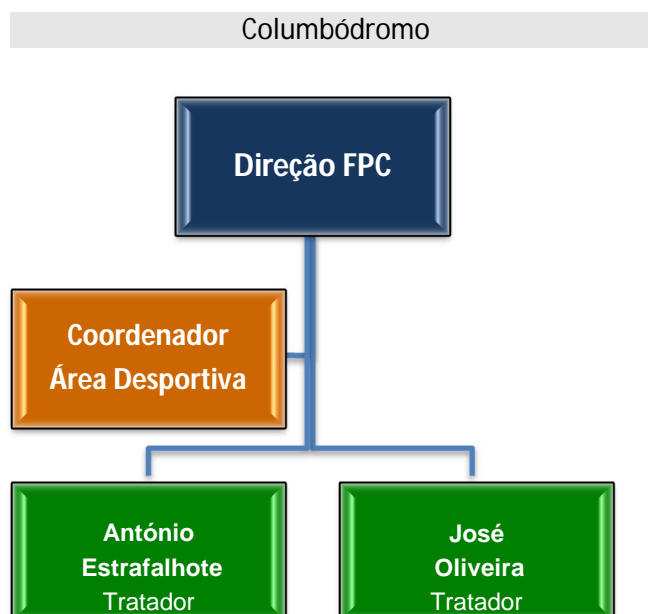 Columbódromo
Direção FPC
Coordenador
Área Desportiva
António
Estrafalhote
Tratador
José
Oliveira
Tratador